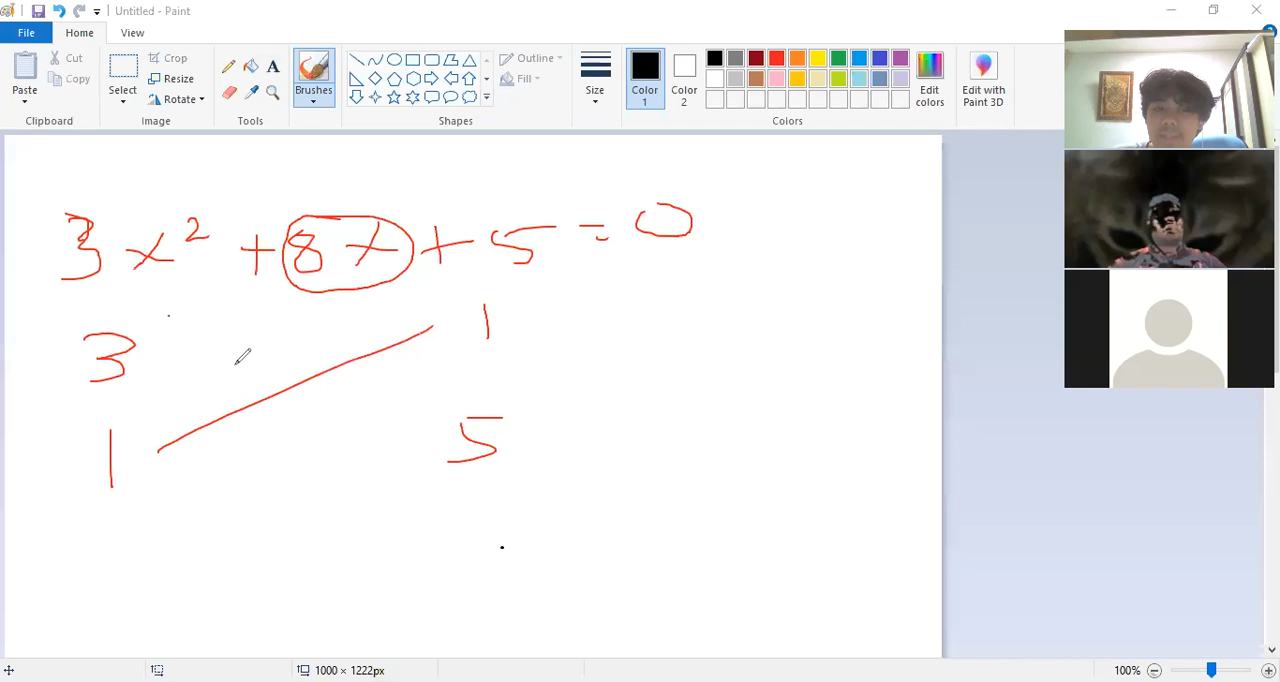 Untitled - Paint
File Home View
Paste
Cut
Copy
Clipboard
Select
Crop
Resize
Rotate
Image
Tools
Brushes
Shapes
Outline
Fill
Size
Color 1
Color 2
Colors
Edit colors
Edit with Paint 3D
3x² + 8x + 5 = 0
3 1
1 5
1000 × 1222px
100%